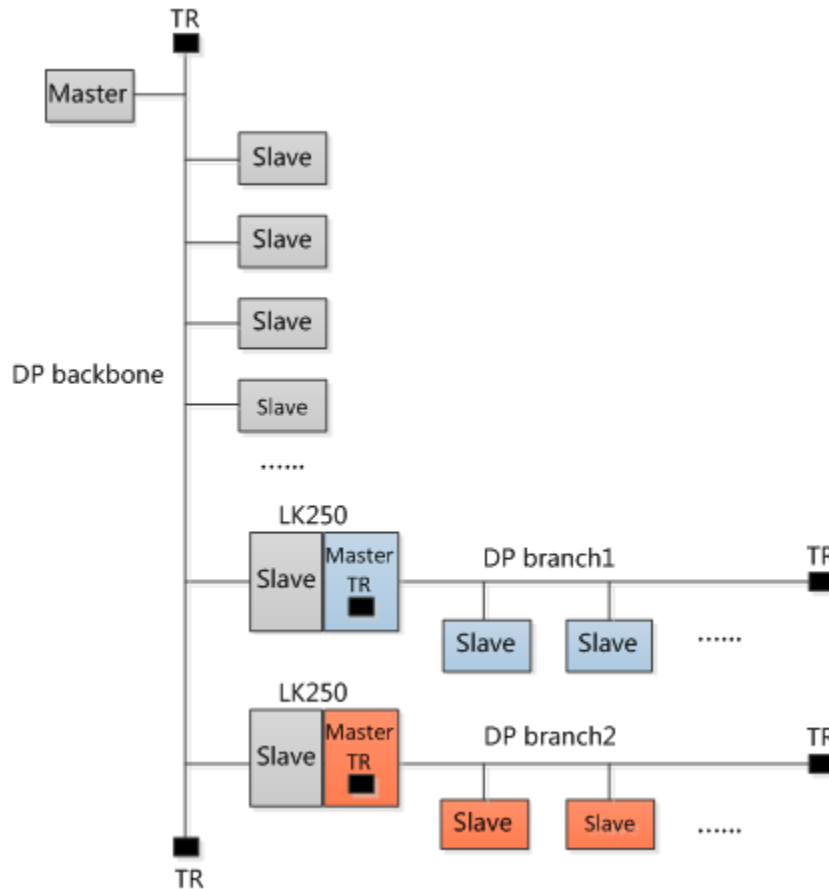 TR
Master
Slave
Slave
Slave
DP backbone
Slave
......
LK250
Slave
Master
TR
DP branch1
TR
Slave
Slave
......
LK250
Slave
Master
TR
DP branch2
TR
Slave
Slave
......
TR